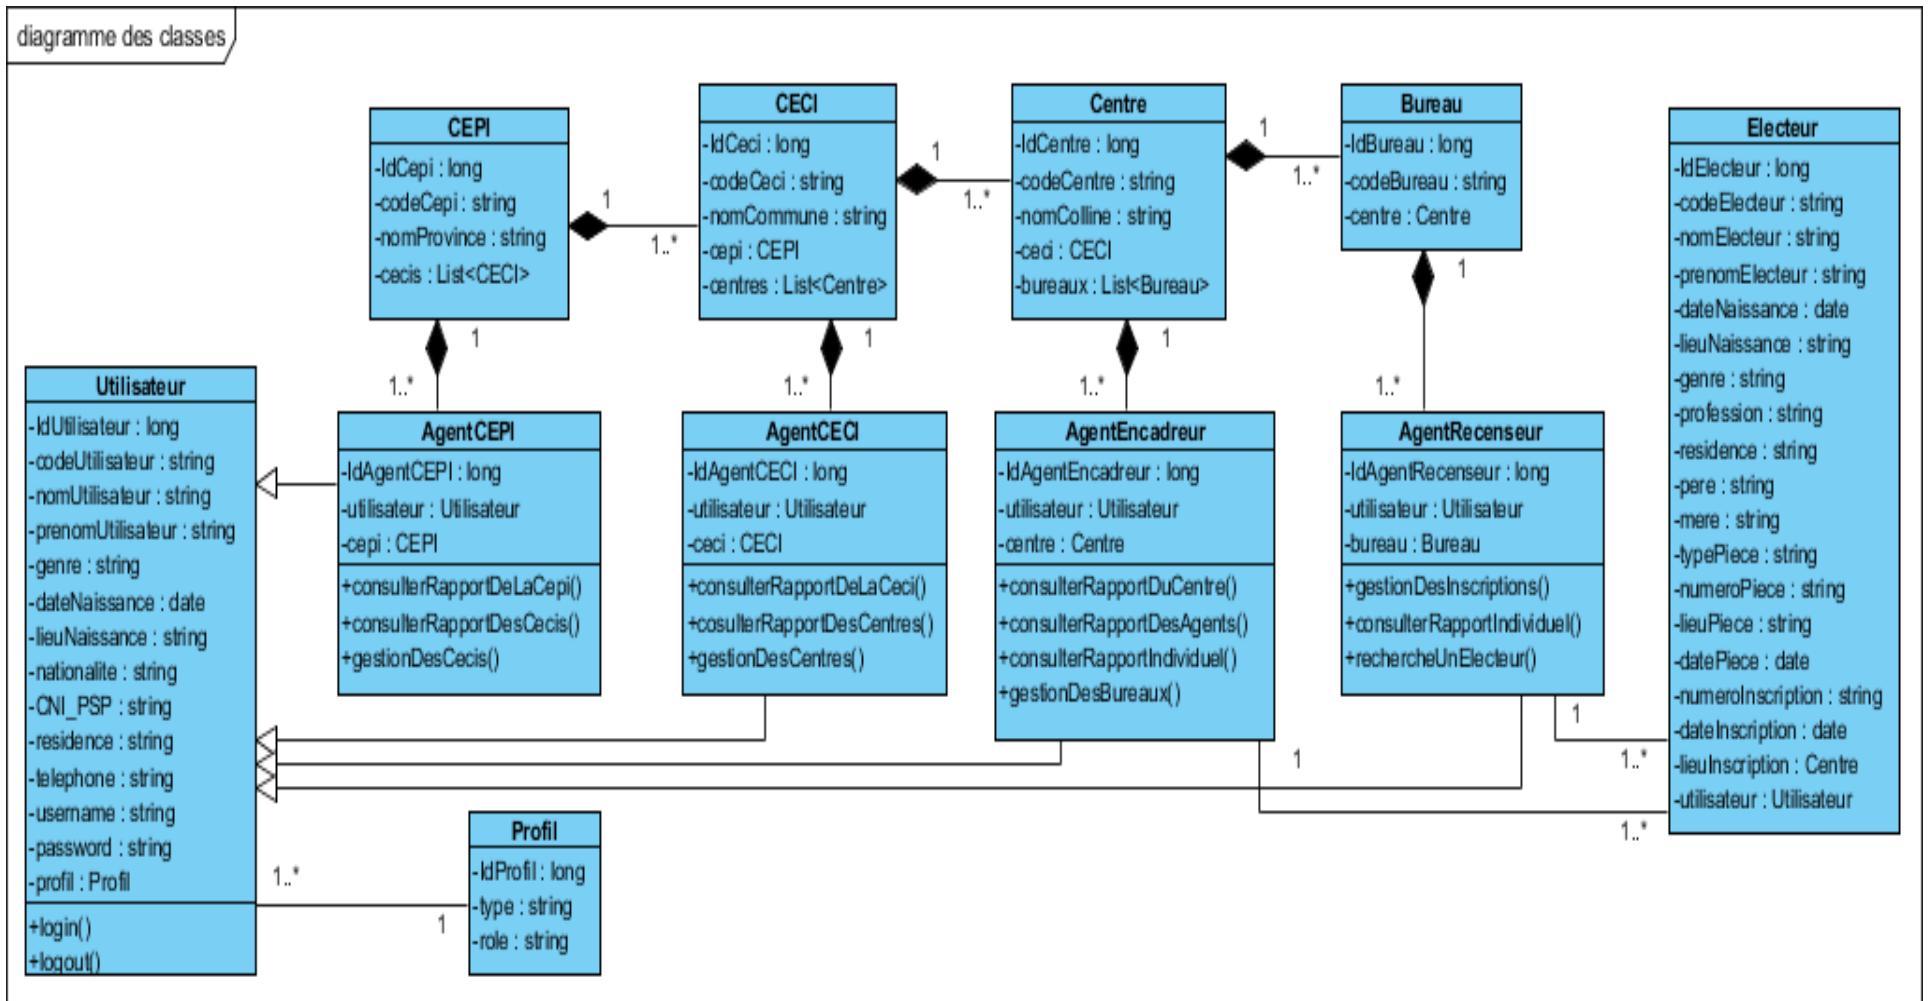 diagramme des classes
CEPI
-IdCepi : long
-codeCepi : string
-nomProvince : string
-cecis : List<CECI>
1
1..*
1
1..*
CECI
-IdCeci : long
-codeCeci : string
-nomCommune : string
-cepi : CEPI
-centres : List<Centre>
1
1..*
1
1..*
Centre
-IdCentre : long
-codeCentre : string
-nomColline : string
-ceci : CECI
-bureaux : List<Bureau>
1
1..*
1
1..*
Bureau
-IdBureau : long
-codeBureau : string
-centre : Centre
1
1..*
Electeur
-IdElecteur : long
-codeElecteur : string
-nomElecteur : string
-prenomElecteur : string
-dateNaissance : date
-lieuNaissance : string
-genre : string
-profession : string
-residence : string
-pere : string
-mere : string
-typePiece : string
-numeroPiece : string
-lieuPiece : string
-datePiece : date
-numeroInscription : string
-dateInscription : date
-lieuInscription : Centre
-utilisateur : Utilisateur
Utilisateur
-IdUtilisateur : long
-codeUtilisateur : string
-nomUtilisateur : string
-prenomUtilisateur : string
-genre : string
-dateNaissance : date
-lieuNaissance : string
-nationalite : string
-CNI_PSP : string
-residence : string
-telephone : string
-username : string
-password : string
-profil : Profil
+login()
+logout()
AgentCEPI
-IdAgentCEPI : long
-utilisateur : Utilisateur
-cepi : CEPI
+consulterRapportDeLaCepi()
+consulterRapportDesCecis()
+gestionDesCecis()
AgentCECI
-IdAgentCECI : long
-utilisateur : Utilisateur
-ceci : CECI
+consulterRapportDeLaCeci()
+cosulterRapportDesCentres()
+gestionDesCentres()
AgentEncadreur
-IdAgentEncadreur : long
-utilisateur : Utilisateur
-centre : Centre
+consulterRapportDuCentre()
+consulterRapportDesAgents()
+consulterRapportIndividuel()
+gestionDesBureaux()
AgentRecenseur
-IdAgentRecenseur : long
-utilisateur : Utilisateur
-bureau : Bureau
+gestionDesInscriptions()
+consulterRapportIndividuel()
+rechercheUnElecteur()
1
1..*
1
1..*
1..*
1
Profil
-IdProfil : long
-type : string
-role : string